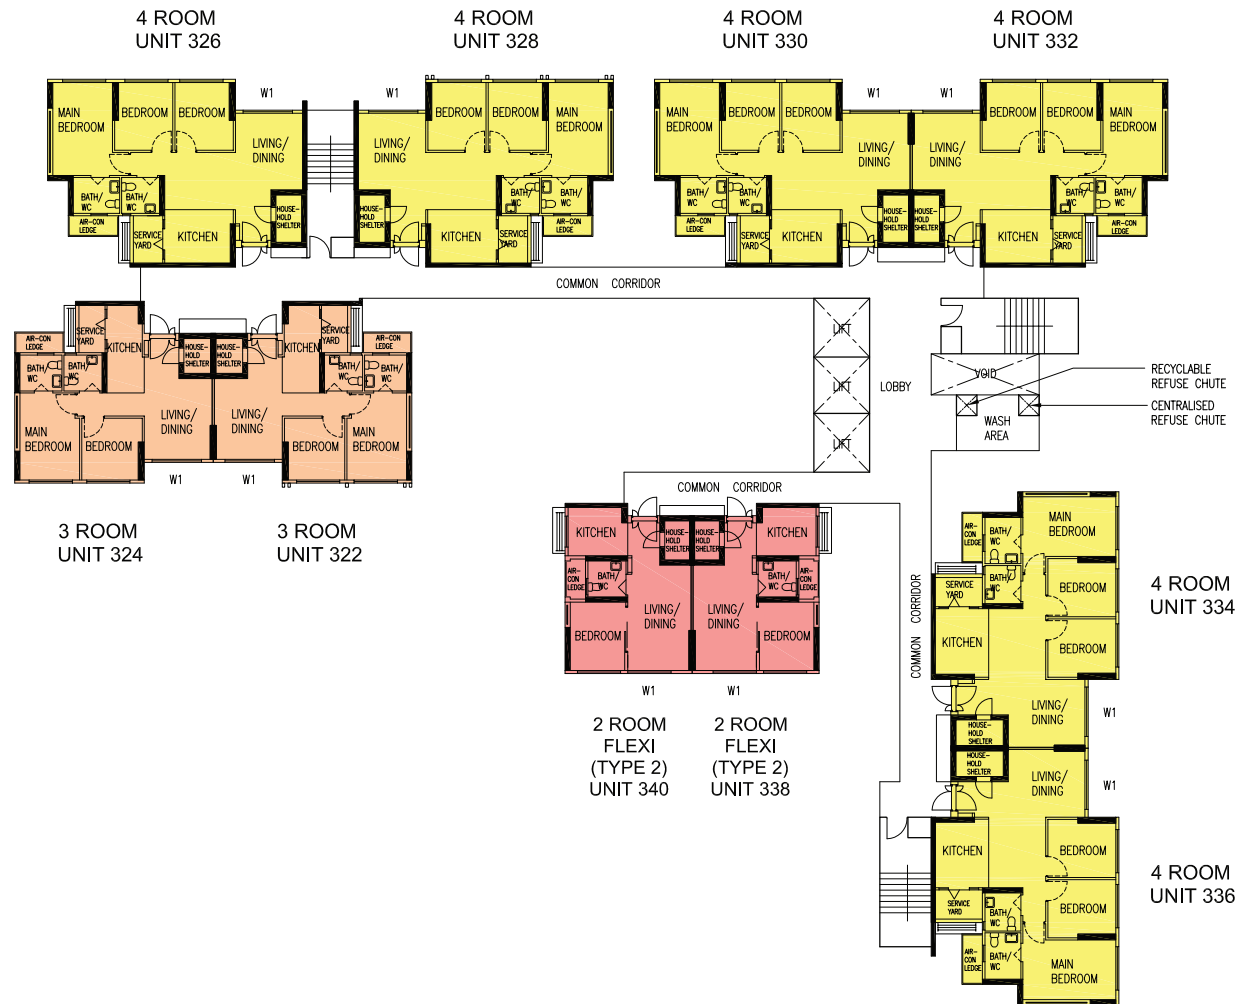 4 ROOM
UNIT 326
4 ROOM
UNIT 328
4 ROOM
UNIT 330
4 ROOM
UNIT 332
W1
W1
W1
W1
MAIN
BEDROOM
BEDROOM
BEDROOM
LIVING/
DINING
BATH/
WC
BATH/
WC
AIR-CON
LEDGE
SERVICE
YARD
KITCHEN
HOUSE-
HOLD
SHELTER
LIVING/
DINING
BEDROOM
BEDROOM
MAIN
BEDROOM
HOUSE-
HOLD
SHELTER
KITCHEN
SERVICE
YARD
BATH/
WC
BATH/
WC
AIR-CON
LEDGE
MAIN
BEDROOM
BEDROOM
BEDROOM
LIVING/
DINING
BATH/
WC
BATH/
WC
AIR-CON
LEDGE
SERVICE
YARD
KITCHEN
HOUSE-
HOLD
SHELTER
LIVING/
DINING
BEDROOM
BEDROOM
MAIN
BEDROOM
HOUSE-
HOLD
SHELTER
KITCHEN
SERVICE
YARD
BATH/
WC
BATH/
WC
AIR-CON
LEDGE
COMMON CORRIDOR
AIR-CON
LEDGE
SERVICE
YARD
KITCHEN
HOUSE-
HOLD
SHELTER
BATH/
WC
BATH/
WC
MAIN
BEDROOM
BEDROOM
LIVING/
DINING
W1
HOUSE-
HOLD
SHELTER
KITCHEN
SERVICE
YARD
AIR-CON
LEDGE
BATH/
WC
BATH/
WC
LIVING/
DINING
BEDROOM
MAIN
BEDROOM
W1
3 ROOM
UNIT 324
3 ROOM
UNIT 322
LIFT
LIFT
LIFT
LOBBY
VOID
RECYCLABLE
REFUSE CHUTE
CENTRALISED
REFUSE CHUTE
WASH
AREA
COMMON CORRIDOR
KITCHEN
HOUSE-
HOLD
SHELTER
AIR-
CON
LEDGE
BATH/
WC
BEDROOM
LIVING/
DINING
W1
HOUSE-
HOLD
SHELTER
KITCHEN
BATH/
WC
AIR-
CON
LEDGE
LIVING/
DINING
BEDROOM
W1
2 ROOM
FLEXI
(TYPE 2)
UNIT 340
2 ROOM
FLEXI
(TYPE 2)
UNIT 338
COMMON CORRIDOR
AIR-
CON
LEDGE
BATH/
WC
MAIN
BEDROOM
BATH/
WC
SERVICE
YARD
BEDROOM
KITCHEN
BEDROOM
LIVING/
DINING
HOUSE-
HOLD
SHELTER
W1
4 ROOM
UNIT 334
HOUSE-
HOLD
SHELTER
LIVING/
DINING
W1
KITCHEN
BEDROOM
SERVICE
YARD
BEDROOM
BATH/
WC
AIR-
CON
LEDGE
BATH/
WC
MAIN
BEDROOM
4 ROOM
UNIT 336